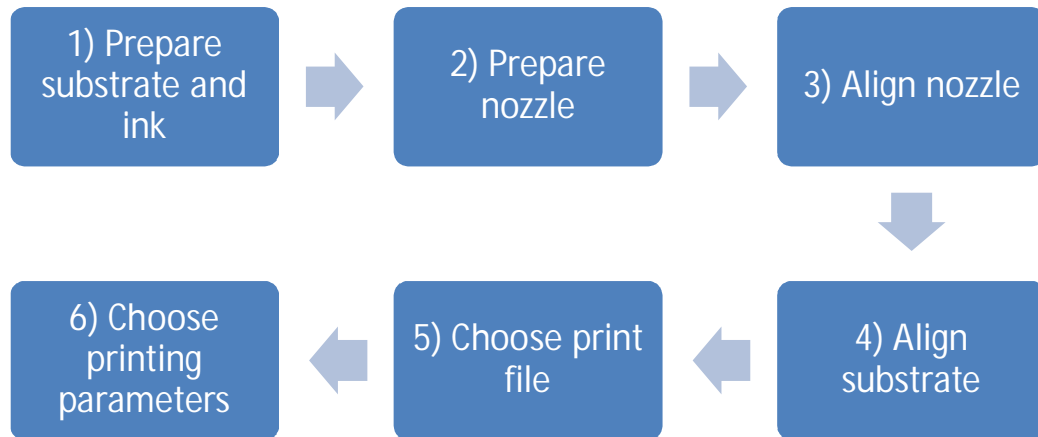 1) Prepare
substrate and
ink
2) Prepare
nozzle
3) Align nozzle
4) Align
substrate
5) Choose print
file
6) Choose
printing
parameters